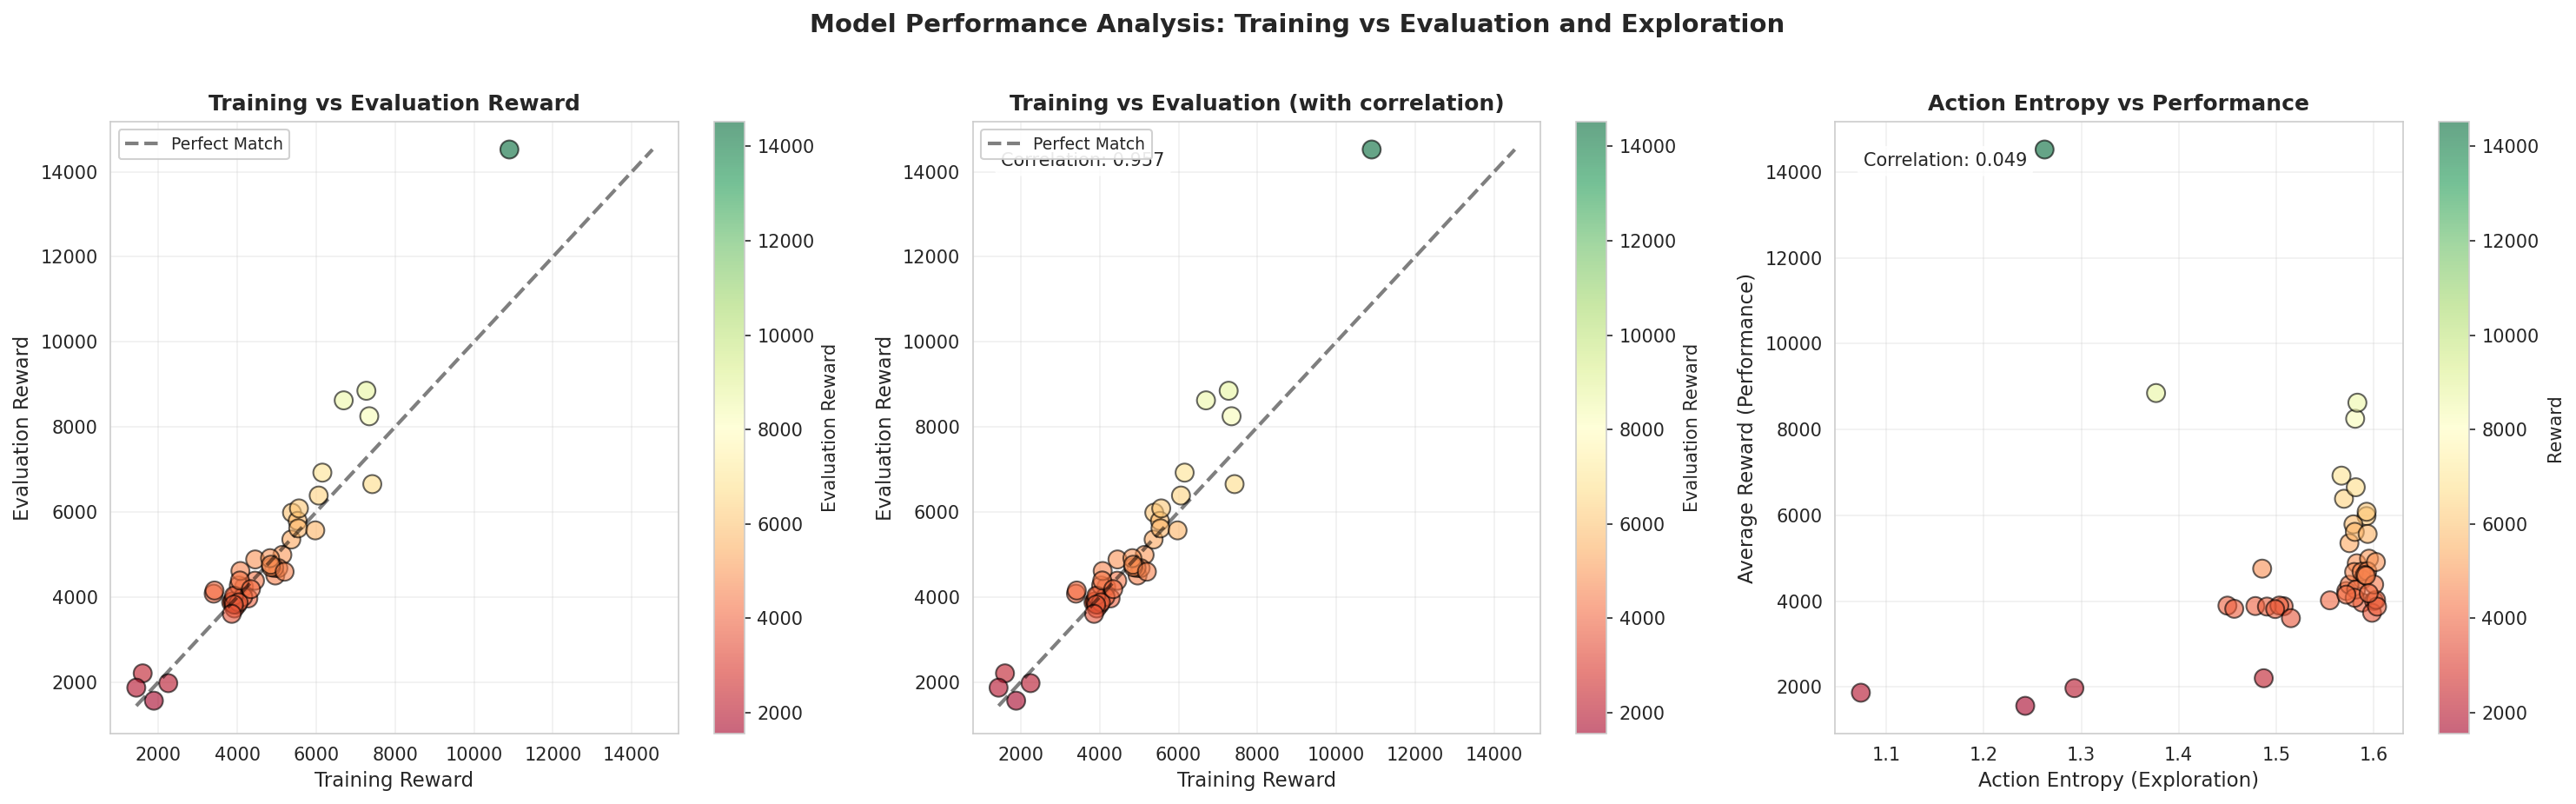 Model Performance Analysis: Training vs Evaluation and Exploration
Training vs Evaluation Reward
Perfect Match
14000
12000
10000
8000
6000
4000
2000
Evaluation Reward
2000 4000 6000 8000 10000 12000 14000
Training Reward
14000
12000
10000
8000
6000
4000
2000
Evaluation Reward
Training vs Evaluation (with correlation)
Perfect Match
Correlation:
14000
12000
10000
8000
6000
4000
2000
Evaluation Reward
2000 4000 6000 8000 10000 12000 14000
Training Reward
14000
12000
10000
8000
6000
4000
2000
Evaluation Reward
Action Entropy vs Performance
Correlation: 0.049
14000
12000
10000
8000
6000
4000
2000
Average Reward (Performance)
1.1 1.2 1.3 1.4 1.5 1.6
Action Entropy (Exploration)
14000
12000
10000
8000
6000
4000
2000
Reward